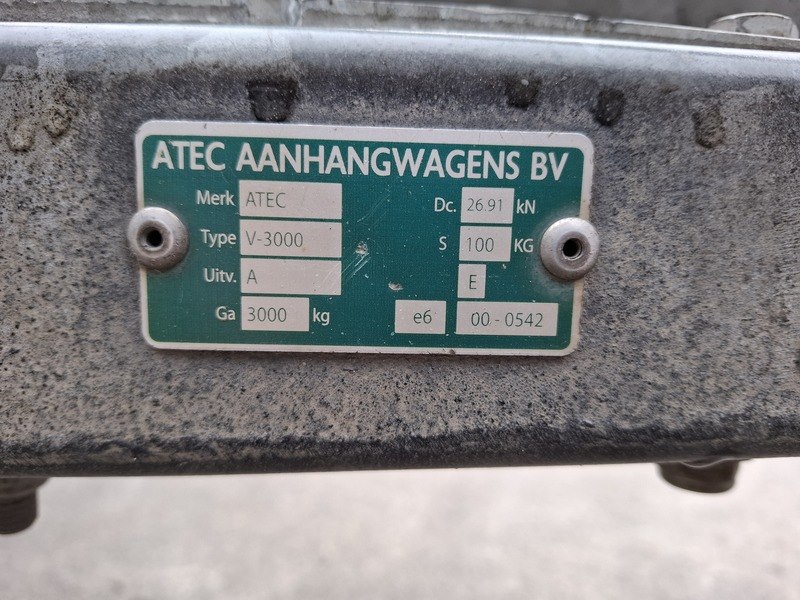 ATEC AANHANGWAGENS BV
Merk ATEC Dc. 26.91 kN
Type V-3000 S 100 KG
Uitv. A E
Ga 3000 kg e6 00 - 0542